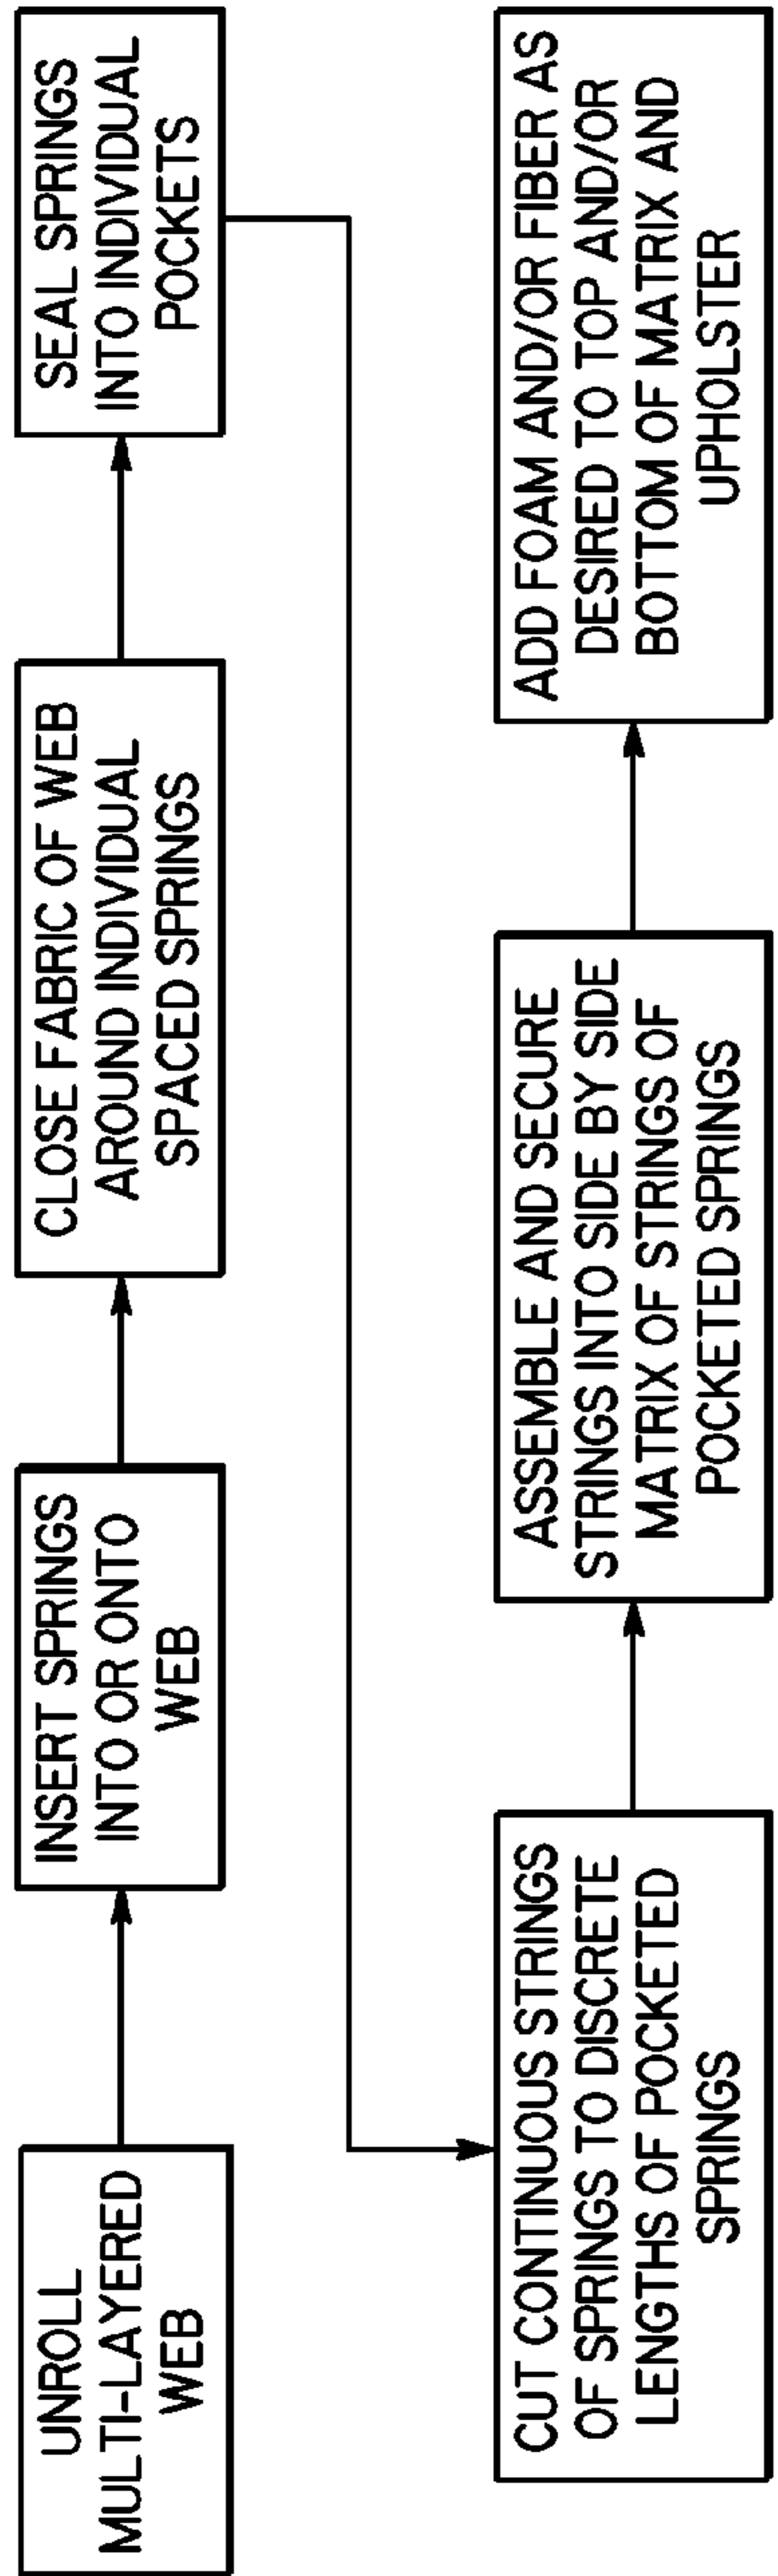 UNROLL
MULTI-LAYERED
WEB
INSERT SPRINGS
INTO OR ONTO
WEB
CLOSE FABRIC OF WEB
AROUND INDIVIDUAL
SPACED SPRINGS
SEAL SPRINGS
INTO INDIVIDUAL
POCKETS
CUT CONTINUOUS STRINGS
OF SPRINGS TO DISCRETE
LENGTHS OF POCKETED
SPRINGS
ASSEMBLE AND SECURE
STRINGS INTO SIDE BY SIDE
MATRIX OF STRINGS OF
POCKETED SPRINGS
ADD FOAM AND/OR FIBER AS
DESIRED TO TOP AND/OR
BOTTOM OF MATRIX AND
UPHOLSTER